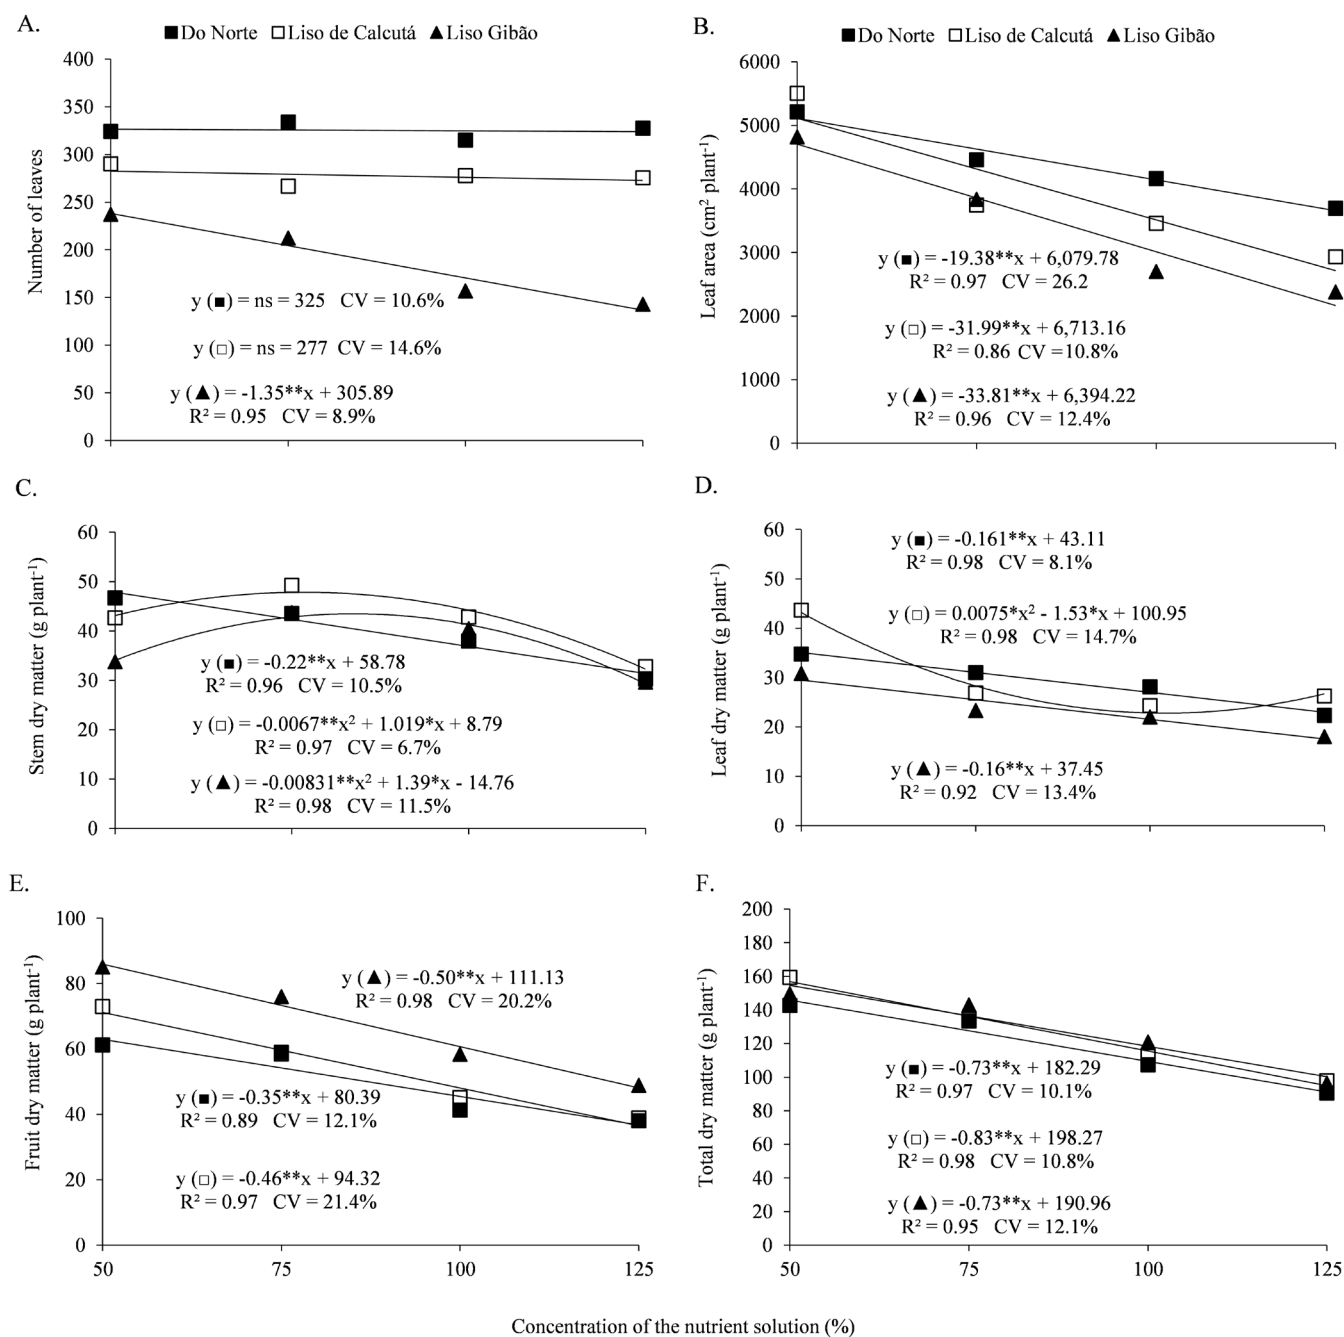 A.
■Do Norte □Liso de Calcutá ▲Liso Gibão
400
350
300
250
200
150
100
50
0
Number of leaves
y (■) = ns = 325 CV = 10.6%
y (□) = ns = 277 CV = 14.6%
y (▲) = -1.35**x + 305.89
R² = 0.95 CV = 8.9%
B.
■Do Norte □Liso de Calcutá ▲Liso Gibão
6000
5000
4000
3000
2000
1000
0
Leaf area (cm² plant⁻¹)
y (■) = -19.38**x + 6,079.78
R² = 0.97 CV = 26.2
y (□) = -31.99**x + 6,713.16
R² = 0.86 CV =10.8%
y (▲) = -33.81**x + 6,394.22
R² = 0.96 CV = 12.4%
C.
60
50
40
30
20
10
0
Stem dry matter (g plant⁻¹)
y (■) = -0.22**x + 58.78
R² = 0.96 CV = 10.5%
y (□) = -0.0067**x² + 1.019*x + 8.79
R² = 0.97 CV = 6.7%
y (▲) = -0.00831**x² + 1.39*x - 14.76
R² = 0.98 CV = 11.5%
D.
60
50
40
30
20
10
0
Leaf dry matter (g plant⁻¹)
y (■) = -0.161**x + 43.11
R² = 0.98 CV = 8.1%
y (□) = 0.0075*x² - 1.53*x + 100.95
R² = 0.98 CV = 14.7%
y (▲) = -0.16**x + 37.45
R² = 0.92 CV = 13.4%
E.
100
80
60
40
20
0
Fruit dry matter (g plant⁻¹)
y (▲) = -0.50**x + 111.13
R² = 0.98 CV = 20.2%
y (■) = -0.35**x + 80.39
R² = 0.89 CV = 12.1%
y (□) = -0.46**x + 94.32
R² = 0.97 CV = 21.4%
50 75 100 125
F.
200
180
160
140
120
100
80
60
40
20
0
Total dry matter (g plant⁻¹)
y (■) = -0.73**x + 182.29
R² = 0.97 CV = 10.1%
y (□) = -0.83**x + 198.27
R² = 0.98 CV = 10.8%
y (▲) = -0.73**x + 190.96
R² = 0.95 CV = 12.1%
50 75 100 125
Concentration of the nutrient solution (%)